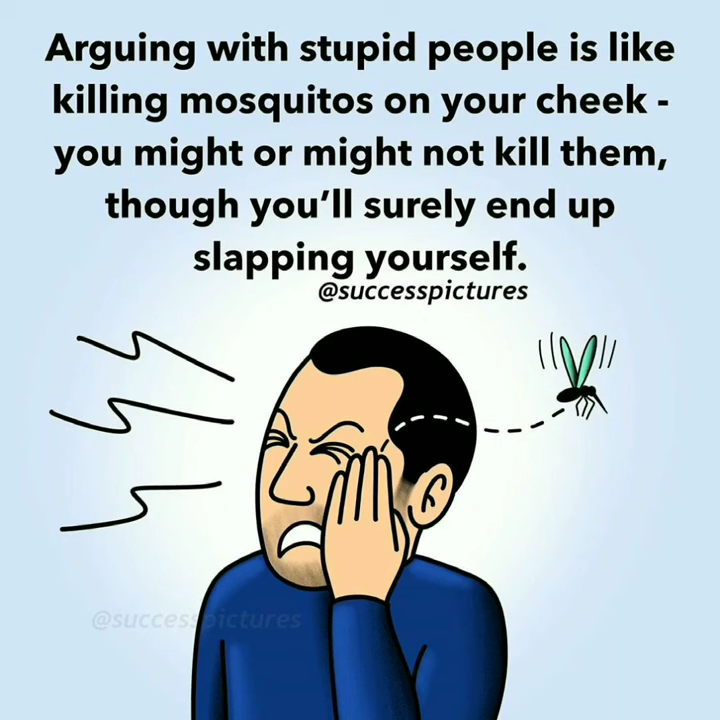 Arguing with stupid people is like
killing mosquitos on your cheek -
you might or might not kill them,
though you’ll surely end up
slapping yourself.
@successpictures
@successpictures